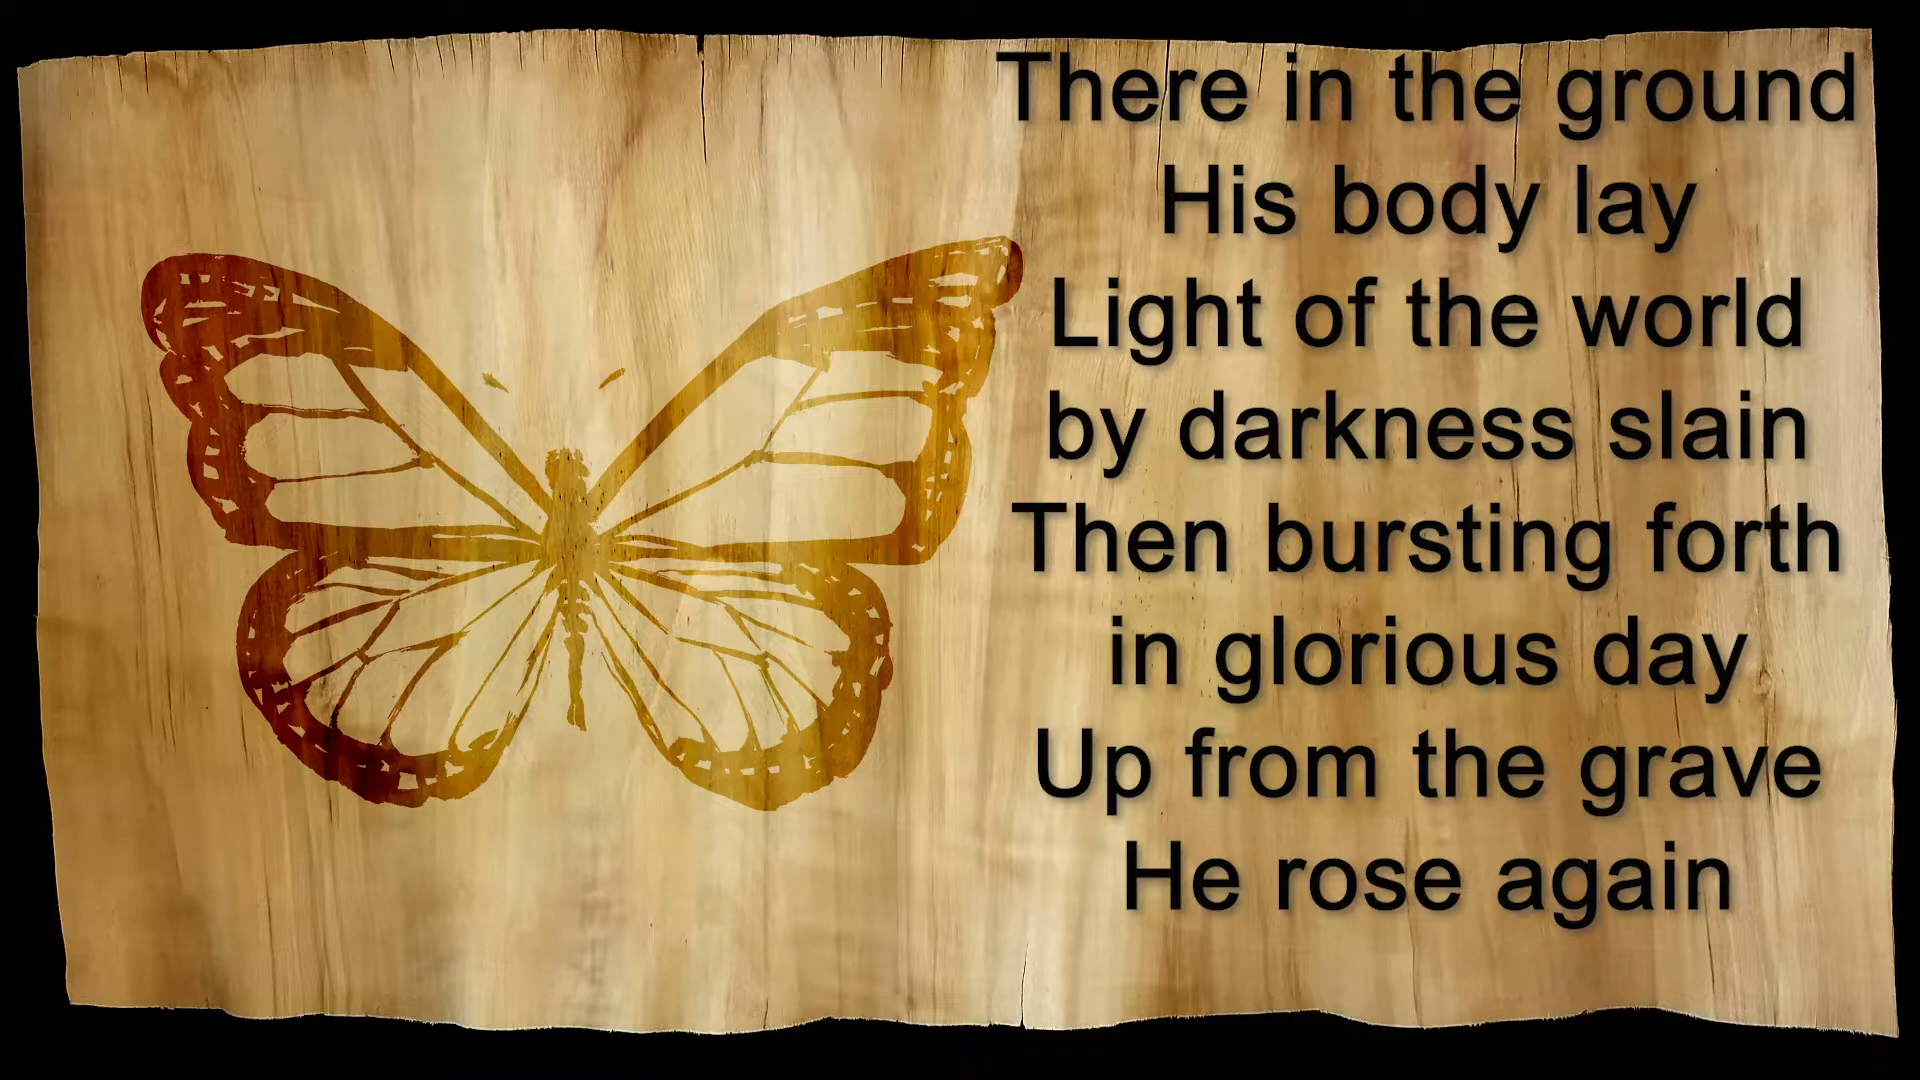 There in the ground
His body lay
Light of the world
by darkness slain
Then bursting forth
in glorious day
Up from the grave
He rose again